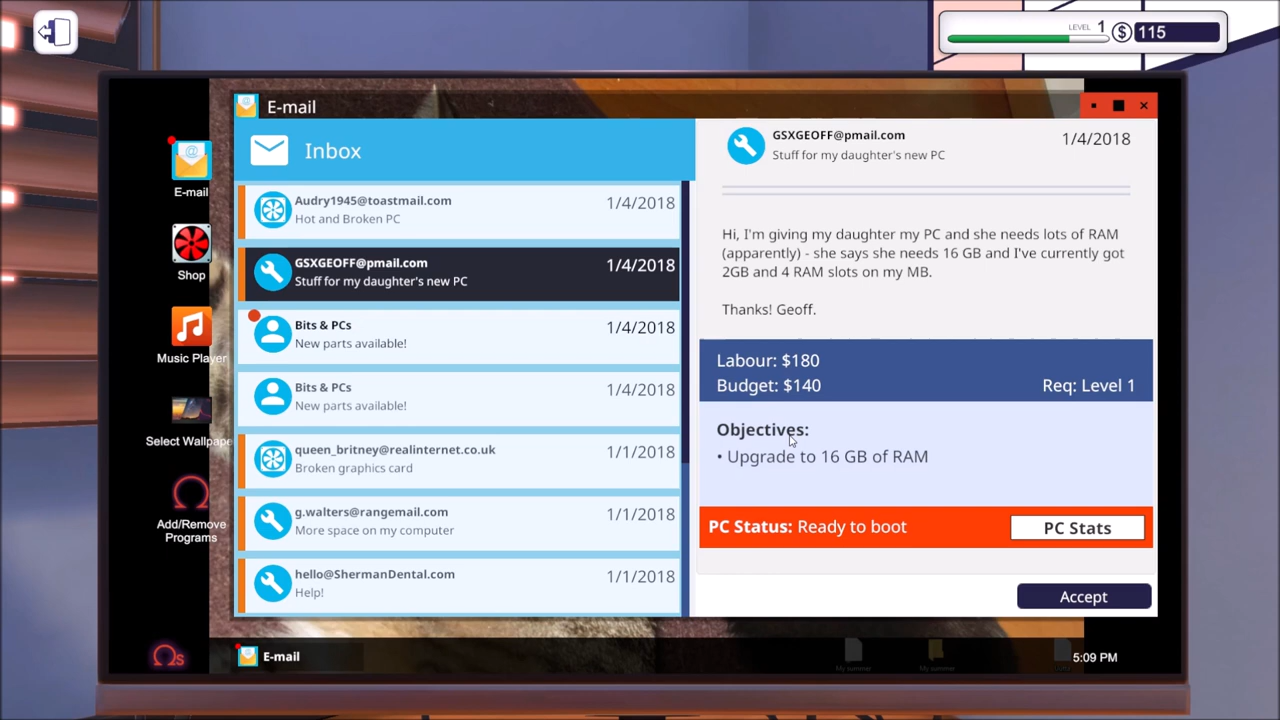 LEVEL 1
$ 115
E-mail
E-mail
Shop
Music Player
Select Wallpape
Add/Remove
Programs
Inbox
Audry1945@toastmail.com 1/4/2018
Hot and Broken PC
GSXGEOFF@pmail.com 1/4/2018
Stuff for my daughter's new PC
Bits & PCs 1/4/2018
New parts available!
Bits & PCs 1/4/2018
New parts available!
queen_britney@realinternet.co.uk 1/1/2018
Broken graphics card
g.walters@rangemail.com 1/1/2018
More space on my computer
hello@ShermanDental.com 1/1/2018
Help!
GSXGEOFF@pmail.com 1/4/2018
Stuff for my daughter's new PC
Hi, I'm giving my daughter my PC and she needs lots of RAM
(apparently) - she says she needs 16 GB and I've currently got
2GB and 4 RAM slots on my MB.
Thanks! Geoff.
Labour: $180
Budget: $140 Req: Level 1
Objectives:
• Upgrade to 16 GB of RAM
PC Status: Ready to boot PC Stats
Accept
Ωs E-mail 5:09 PM
My summer
My summer